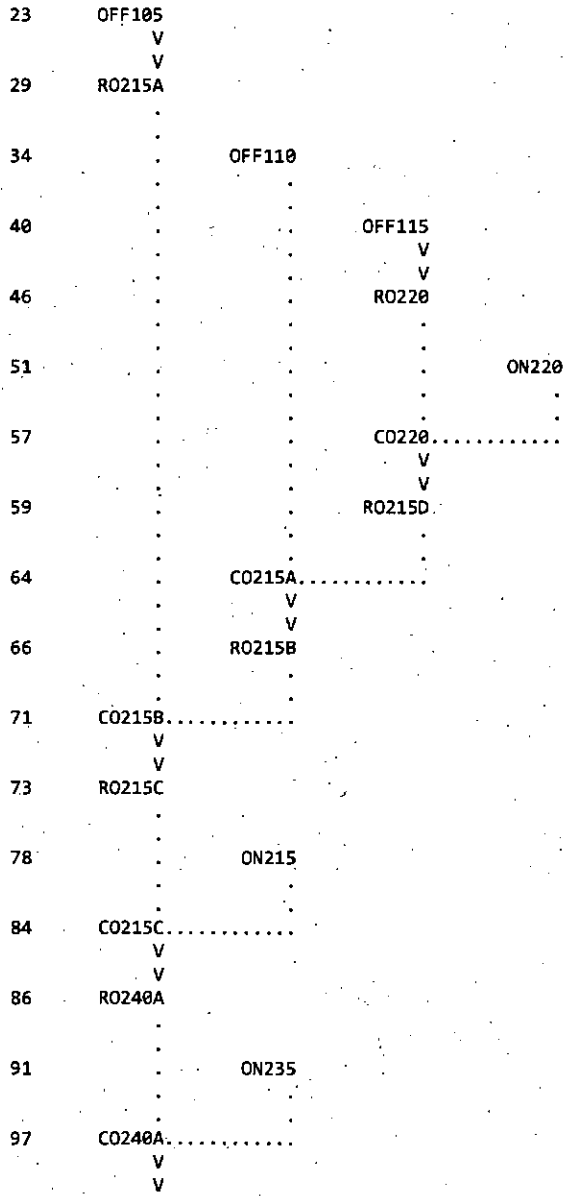 23 OFF105
V
V
29 RO215A
.
.
34 . OFF110
. .
. .
40 . . OFF115
. . V
. . V
46 . . RO220
. . .
. . .
51 . . . ON220
. . . .
. . . .
57 . . CO220............
. . V
. . V
59 . . RO215D
. . .
. . .
64 . CO215A............
. V
. V
66 . RO215B
. .
. .
71 CO215B............
V
V
73 RO215C
.
.
78 . ON215
. .
. .
84 CO215C............
V
V
86 RO240A
.
.
91 . ON235
. .
. .
97 CO240A............
V
V